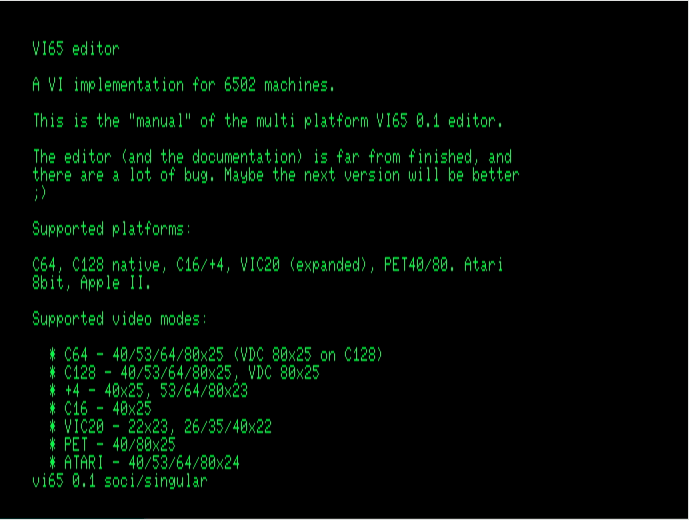 VI65 editor
A VI implementation for 6502 machines.
This is the "manual" of the multi platform VI65 0.1 editor.
The editor (and the documentation) is far from finished, and
there are a lot of bug. Maybe the next version will be better
;)
Supported platforms:
C64, C128 native, C16/+4, VIC20 (expanded), PET40/80. Atari
8bit, Apple II.
Supported video modes:
* C64 - 40/53/64/80x25 (VDC 80x25 on C128)
* C128 - 40/53/64/80x25, VDC 80x25
* +4 - 40x25, 53/64/80x23
* C16 - 40x25
* VIC20 - 22x23, 26/35/40x22
* PET - 40/80x25
* ATARI - 40/53/64/80x24
vi65 0.1 soci/singular